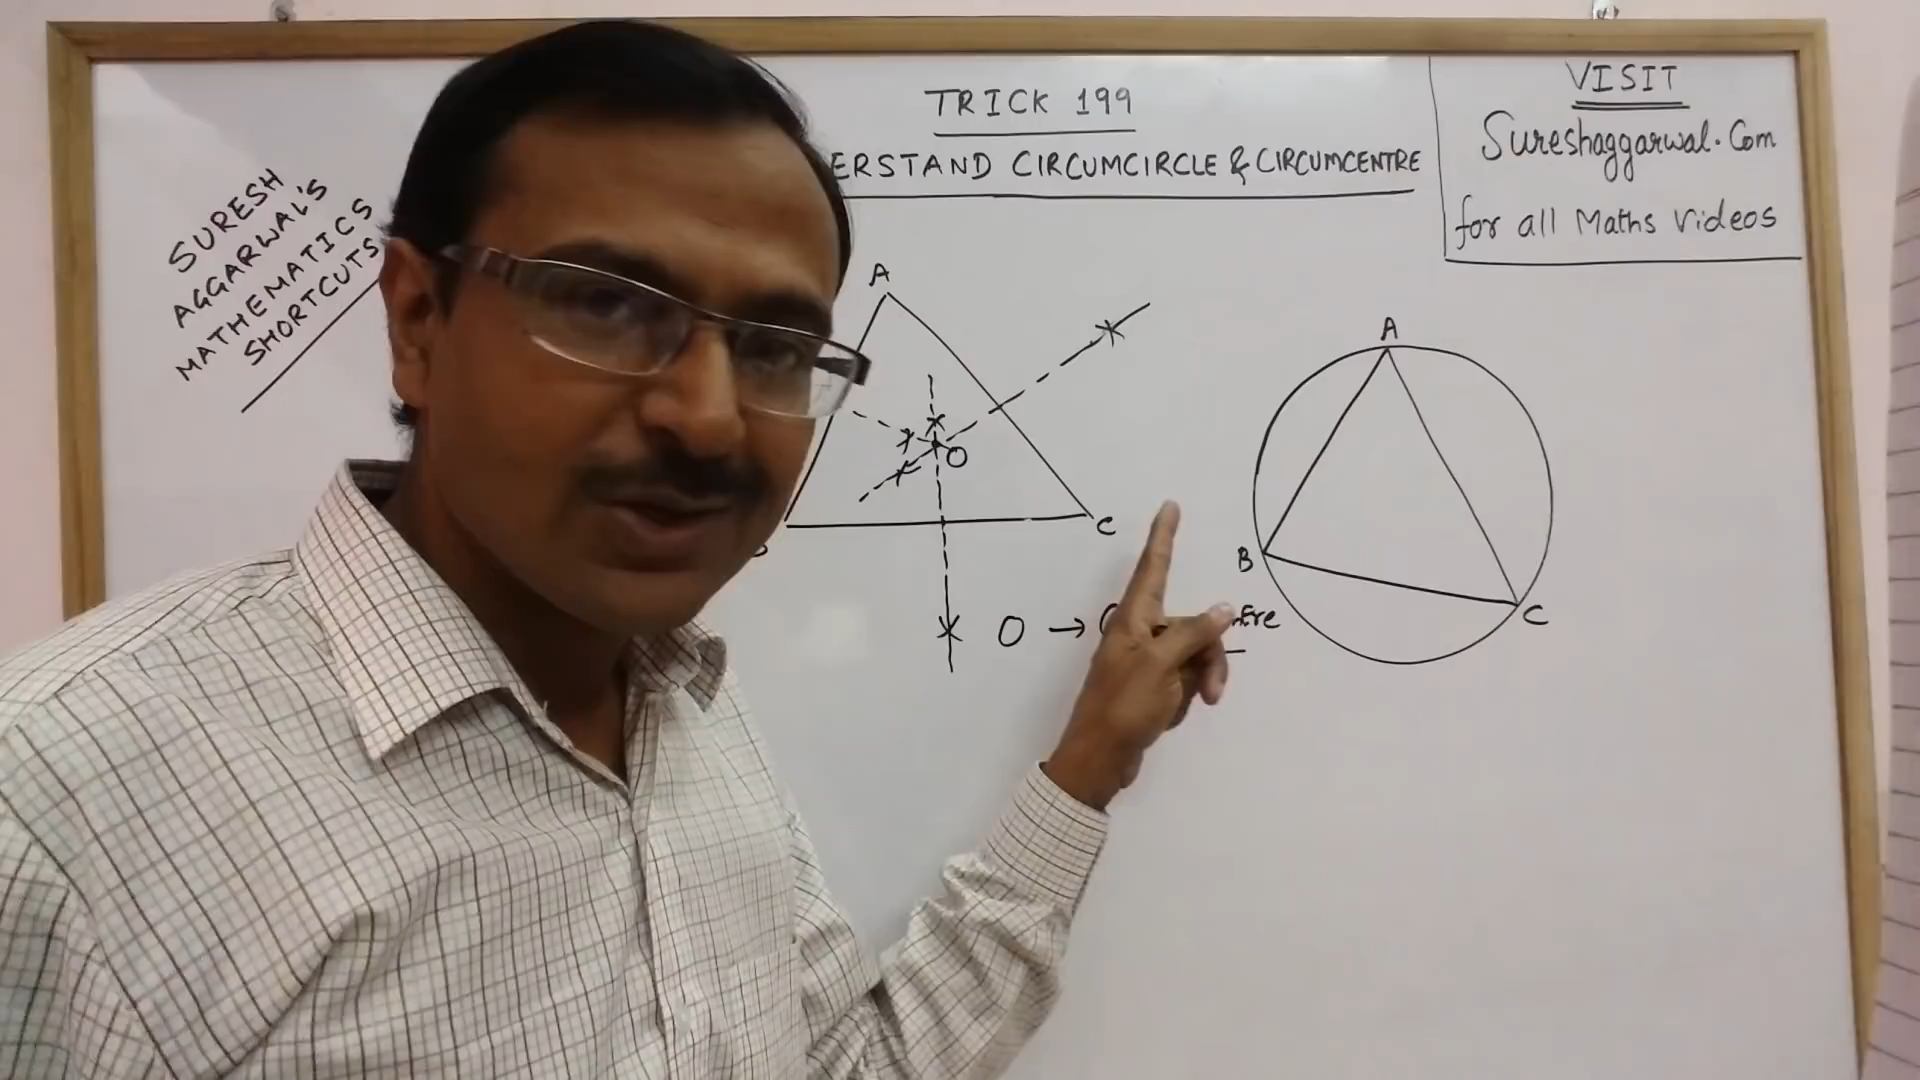 SURESH
AGGARWAL'S
MATHEMATICS
SHORTCUTS
TRICK 199
ERSTAND CIRCUMCIRCLE & CIRCUMCENTRE
VISIT
Sureshaggarwal.Com
for all Maths Videos
A
O
C
O →
A
B
C